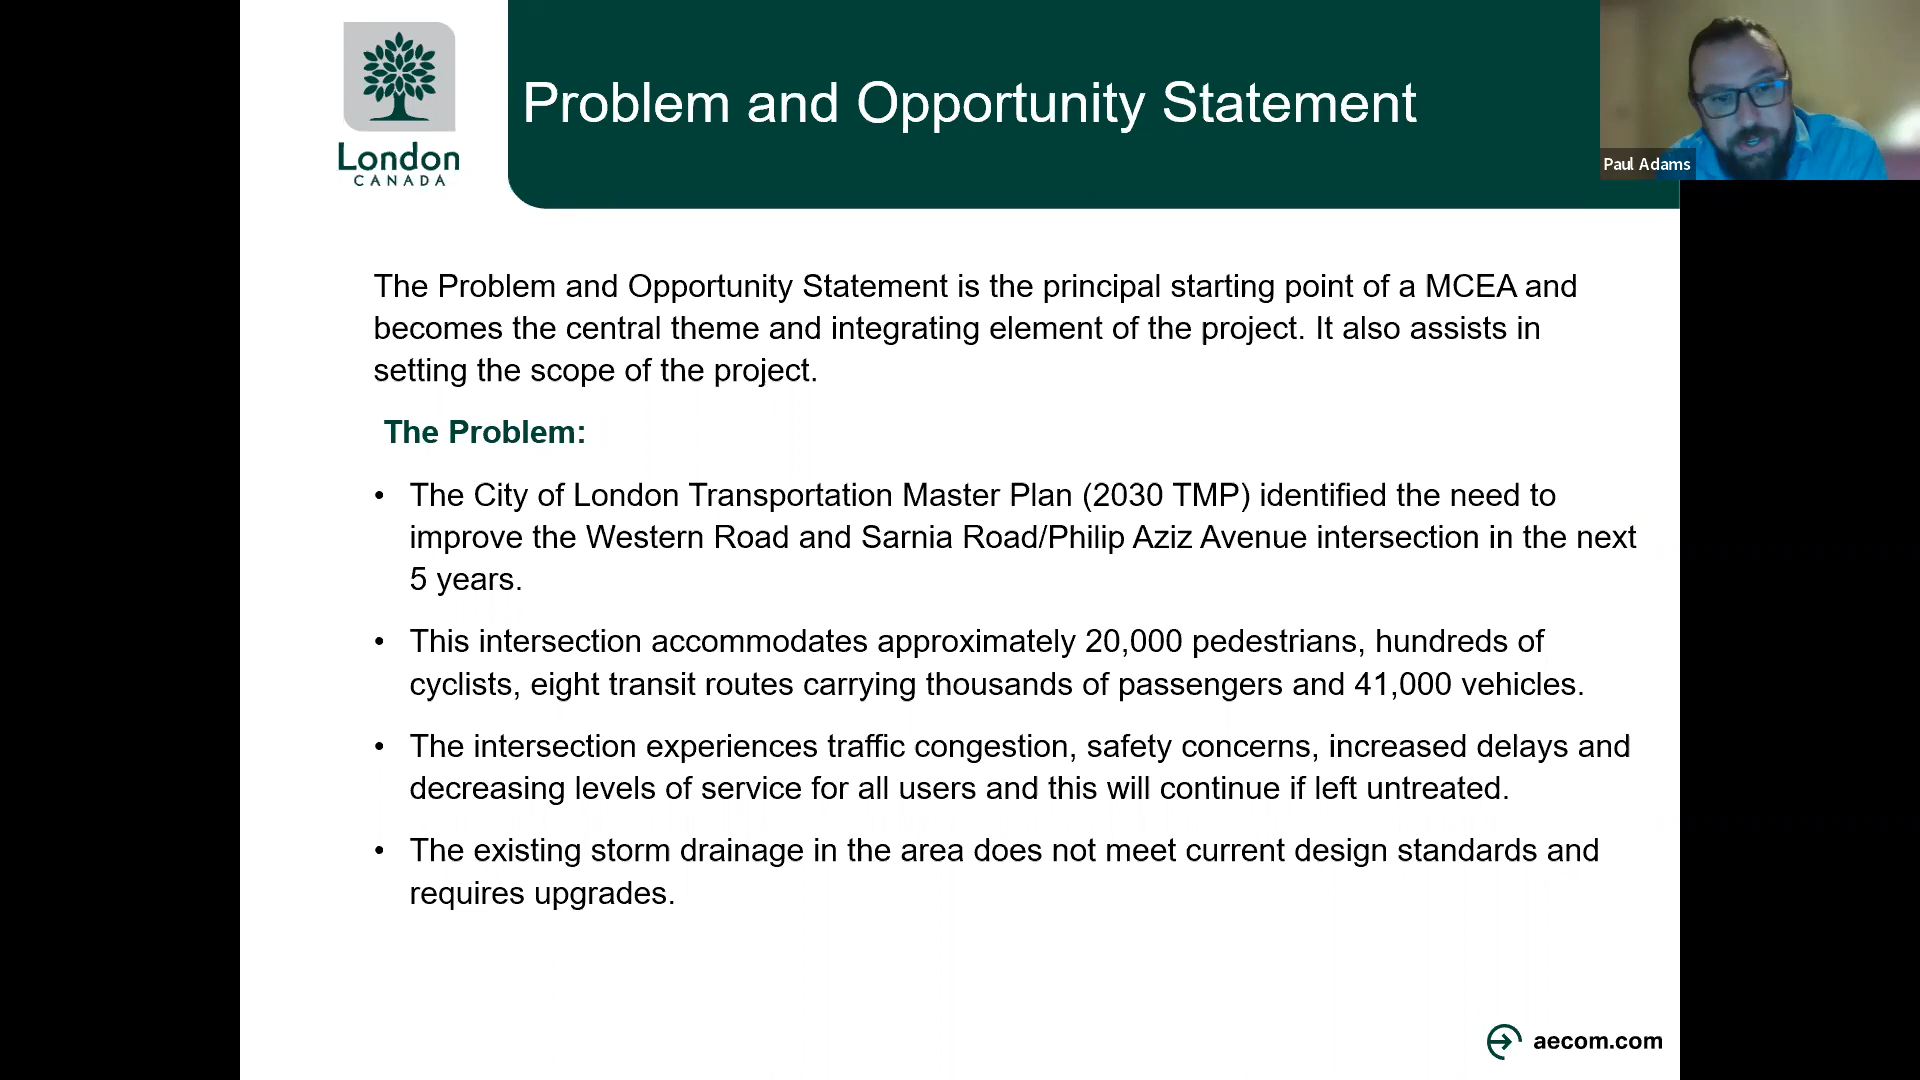 London
CANADA
Problem and Opportunity Statement
Paul Adams
The Problem and Opportunity Statement is the principal starting point of a MCEA and
becomes the central theme and integrating element of the project. It also assists in
setting the scope of the project.
The Problem:
• The City of London Transportation Master Plan (2030 TMP) identified the need to
improve the Western Road and Sarnia Road/Philip Aziz Avenue intersection in the next
5 years.
• This intersection accommodates approximately 20,000 pedestrians, hundreds of
cyclists, eight transit routes carrying thousands of passengers and 41,000 vehicles.
• The intersection experiences traffic congestion, safety concerns, increased delays and
decreasing levels of service for all users and this will continue if left untreated.
• The existing storm drainage in the area does not meet current design standards and
requires upgrades.
aecom.com